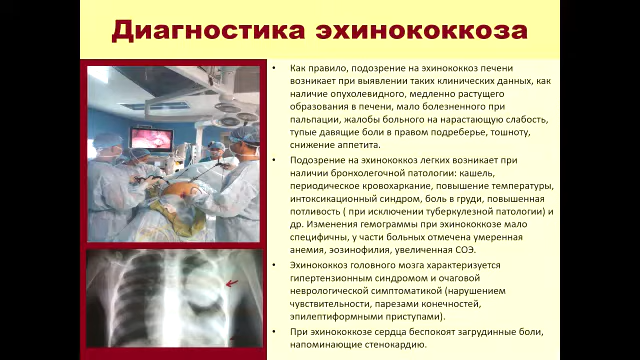 Диагностика эхинококкоза
• Как правило, подозрение на эхинококкоз печени
возникает при выявлении таких клинических данных, как
наличие опухолевидного, медленно растущего
образования в печени, мало болезненного при
пальпации, жалобы больного на нарастающую слабость,
тупые давящие боли в правом подреберье, тошноту,
снижение аппетита.
• Подозрение на эхинококкоз легких возникает при
наличии бронхолегочной патологии: кашель,
периодическое кровохаркание, повышение температуры,
интоксикационный синдром, боль в груди, повышенная
потливость ( при исключении туберкулезной патологии) и
др. Изменения гемограммы при эхинококкозе мало
специфичны, у части больных отмечена умеренная
анемия, эозинофилия, увеличенная СОЭ.
• Эхинококкоз головного мозга характеризуется
гипертензионным синдромом и очаговой
неврологической симптоматикой (нарушением
чувствительности, парезами конечностей,
эпилептиформными приступами).
• При эхинококкозе сердца беспокоят загрудинные боли,
напоминающие стенокардию.